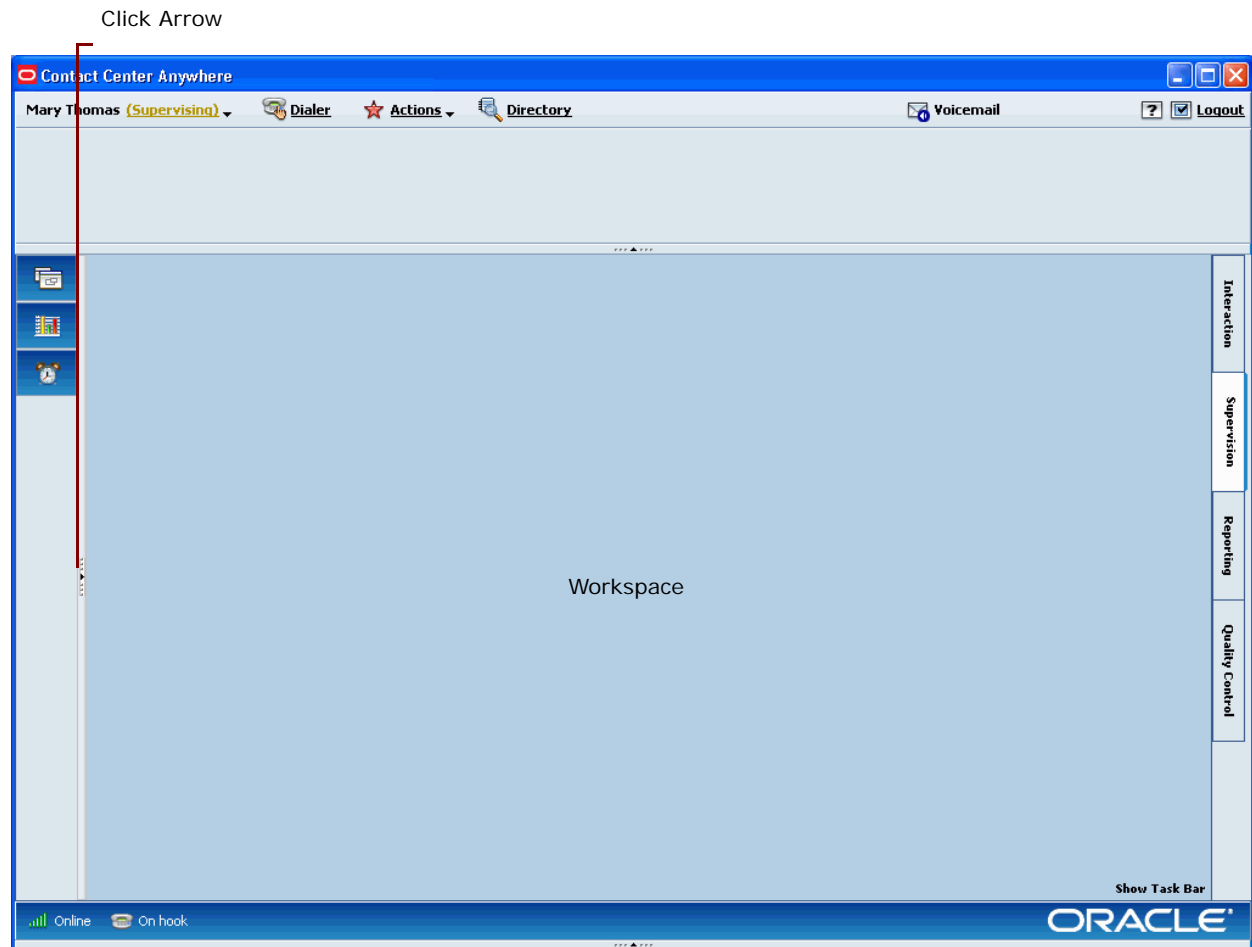 Click Arrow
Contact Center Anywhere
Mary Thomas (Supervising) Dialer Actions Directory Voicemail ? Logout
Interaction
Supervision
Reporting
Quality Control
Workspace
Show Task Bar
Online On hook ORACLE